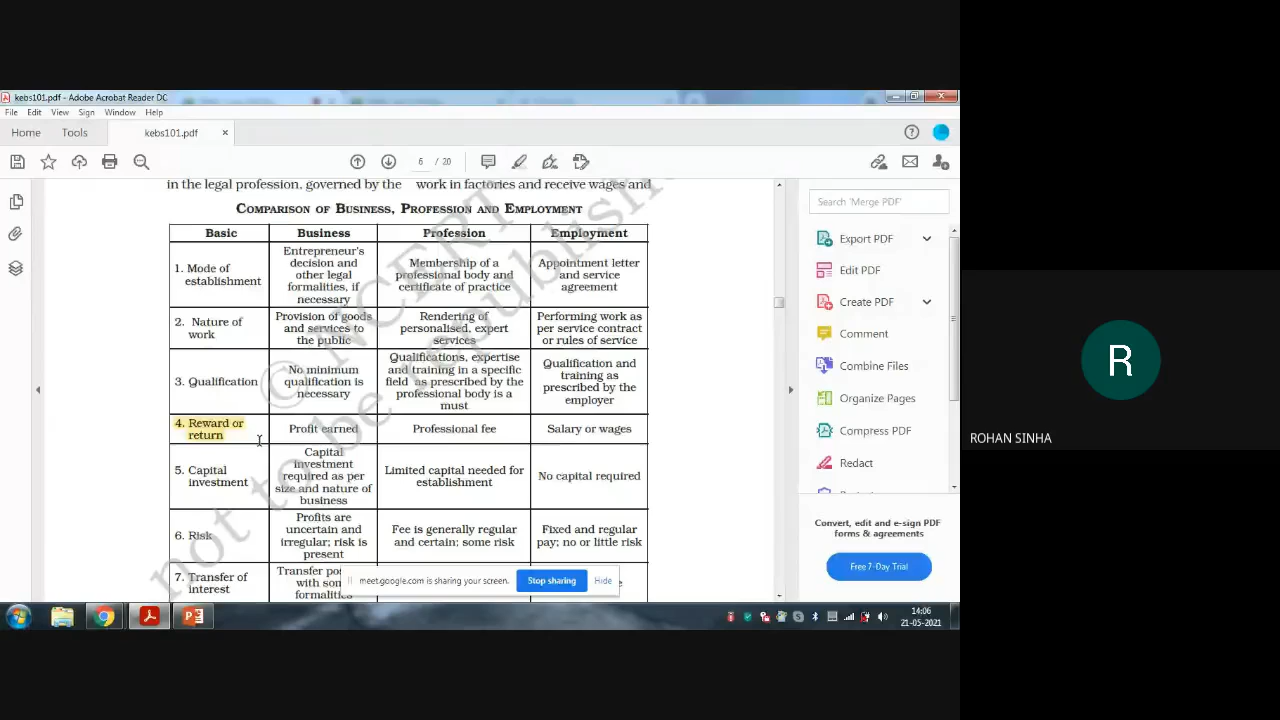 kebs101.pdf - Adobe Acrobat Reader DC
File Edit View Sign Window Help
Home Tools kebs101.pdf ×
6 / 20
in the legal profession, governed by the work in factories and receive wages and
COMPARISON OF BUSINESS, PROFESSION AND EMPLOYMENT
Basic Business Profession Employment
1. Mode of establishment
Entrepreneur's
decision and
other legal
formalities, if
necessary
Membership of a
professional body and
certificate of practice
Appointment letter
and service
agreement
2. Nature of
work
Provision of goods
and services to
the public
Rendering of
personalised, expert
services
Performing work as
per service contract
or rules of service
3. Qualification
No minimum
qualification is
necessary
Qualifications, expertise
and training in a specific
field is prescribed by the
professional body is a
must
Qualification and
training as
prescribed by the
employer
4. Reward or
return
Profit earned
Professional fee
Salary or wages
5. Capital
investment
Capital
investment
required as per
size and nature of
business
Limited capital needed for
establishment
No capital required
6. Risk
Profits are
uncertain and
irregular; risk is
present
Fee is generally regular
and certain; some risk
Fixed and regular
pay; no or little risk
7. Transfer of
interest
Transfer
with
formalities
© NCERT
not to be republish
meet.google.com is sharing your screen. Stop sharing Hide
Search 'Merge PDF'
Export PDF
Edit PDF
Create PDF
Comment
Combine Files
Organize Pages
Compress PDF
Redact
Convert, edit and e-sign PDF
forms & agreements
Free 7-Day Trial
14:06
21-05-2021
R
ROHAN SINHA